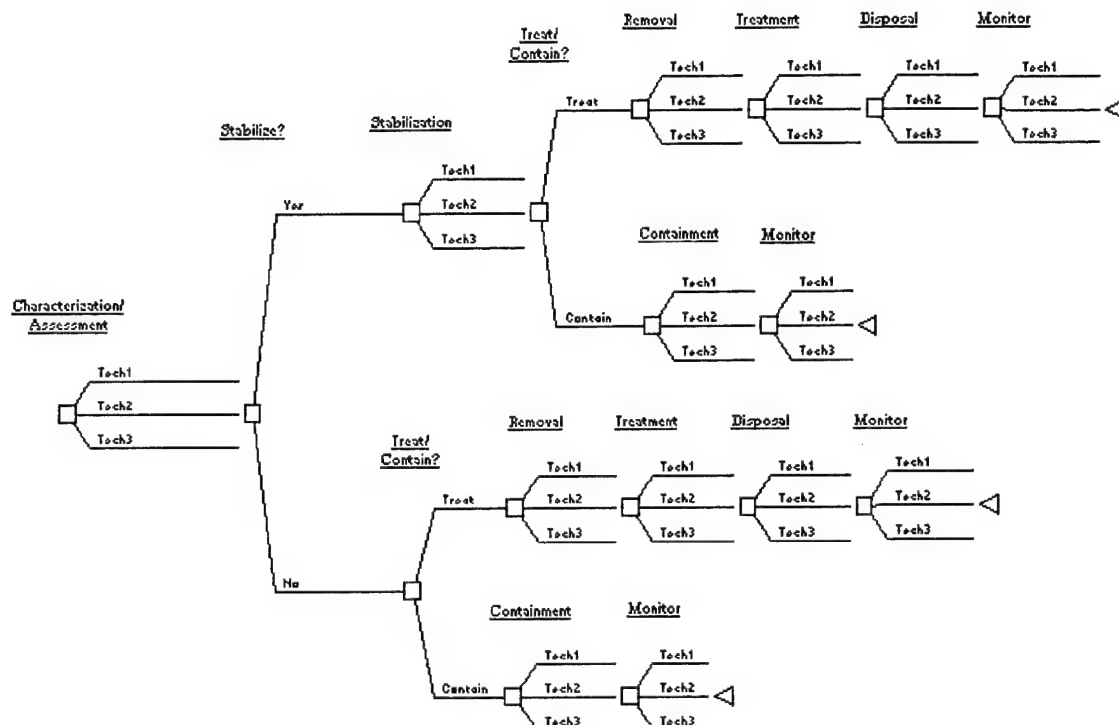 Removal Treatment Disposal Monitor
Treat/
Contain?
Tech1 Tech1 Tech1 Tech1
Treat Tech2 Tech2 Tech2 Tech2
Tech3 Tech3 Tech3 Tech3
Stabilize? Stabilization
Tech1
Yes Tech2
Tech3
Containment Monitor
Tech1 Tech1
Contain Tech2 Tech2
Tech3 Tech3
Characterization/
Assessment
Tech1
Tech2
Tech3
Removal Treatment Disposal Monitor
Treat/
Contain?
Tech1 Tech1 Tech1 Tech1
Treat Tech2 Tech2 Tech2 Tech2
Tech3 Tech3 Tech3 Tech3
No
Containment Monitor
Tech1 Tech1
Contain Tech2 Tech2
Tech3 Tech3